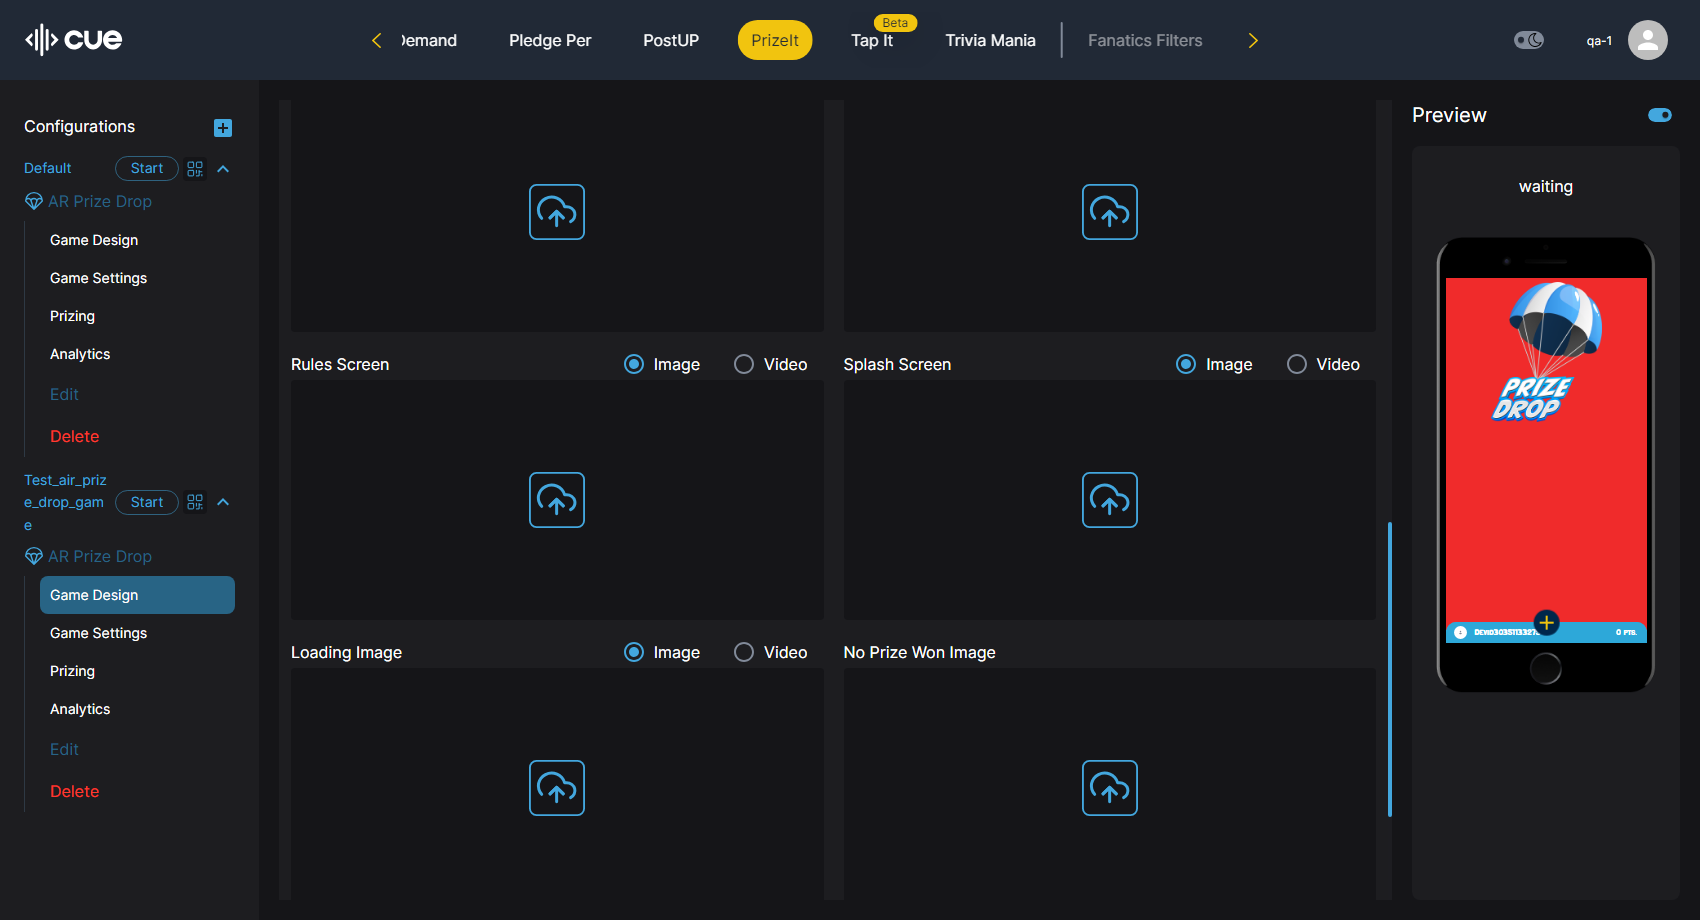 cue
Pledge Per
PostUP
PrizeIt
Beta
Tap It
Trivia Mania
Fanatics Filters
qa-1
Configurations
Default
Start
AR Prize Drop
Game Design
Game Settings
Prizing
Analytics
Edit
Delete
Test_air_priz
e_drop_gam
e
Start
AR Prize Drop
Game Design
Game Settings
Prizing
Analytics
Edit
Delete
Rules Screen
Image
Video
Splash Screen
Image
Video
Loading Image
Image
Video
No Prize Won Image
Preview
waiting
PRIZE
DROP
0 PTS.